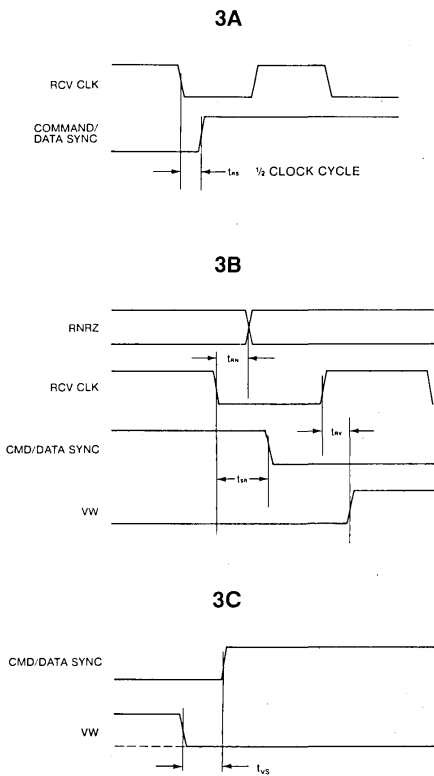 3A
RCV CLK
COMMAND/
DATA SYNC
tRS ½ CLOCK CYCLE
3B
RNRZ
tRN
RCV CLK
tRV
CMD/DATA SYNC
tSR
VW
3C
CMD/DATA SYNC
VW
tVS